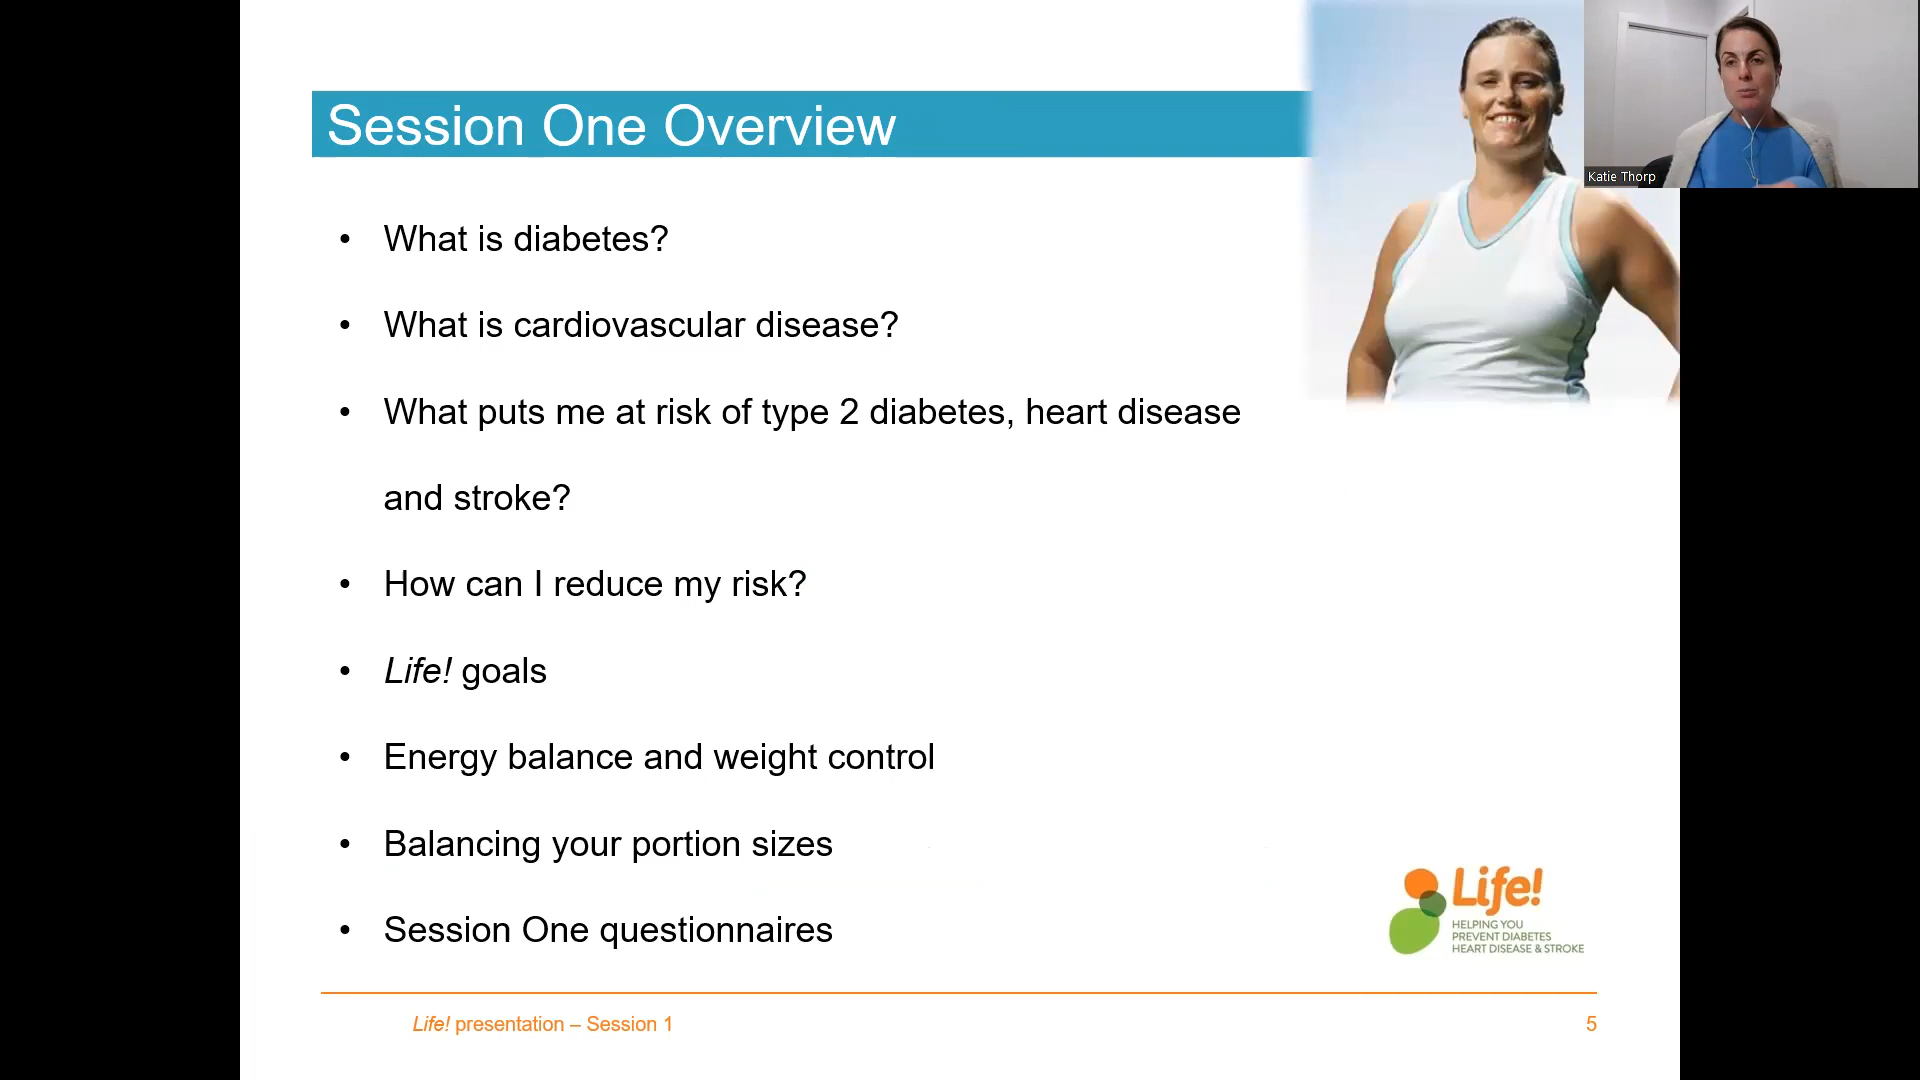 Session One Overview
Katie Thorp
• What is diabetes?
• What is cardiovascular disease?
• What puts me at risk of type 2 diabetes, heart disease
and stroke?
• How can I reduce my risk?
• Life! goals
• Energy balance and weight control
• Balancing your portion sizes
• Session One questionnaires
Life!
HELPING YOU
PREVENT DIABETES
HEART DISEASE & STROKE
Life! presentation – Session 1
5